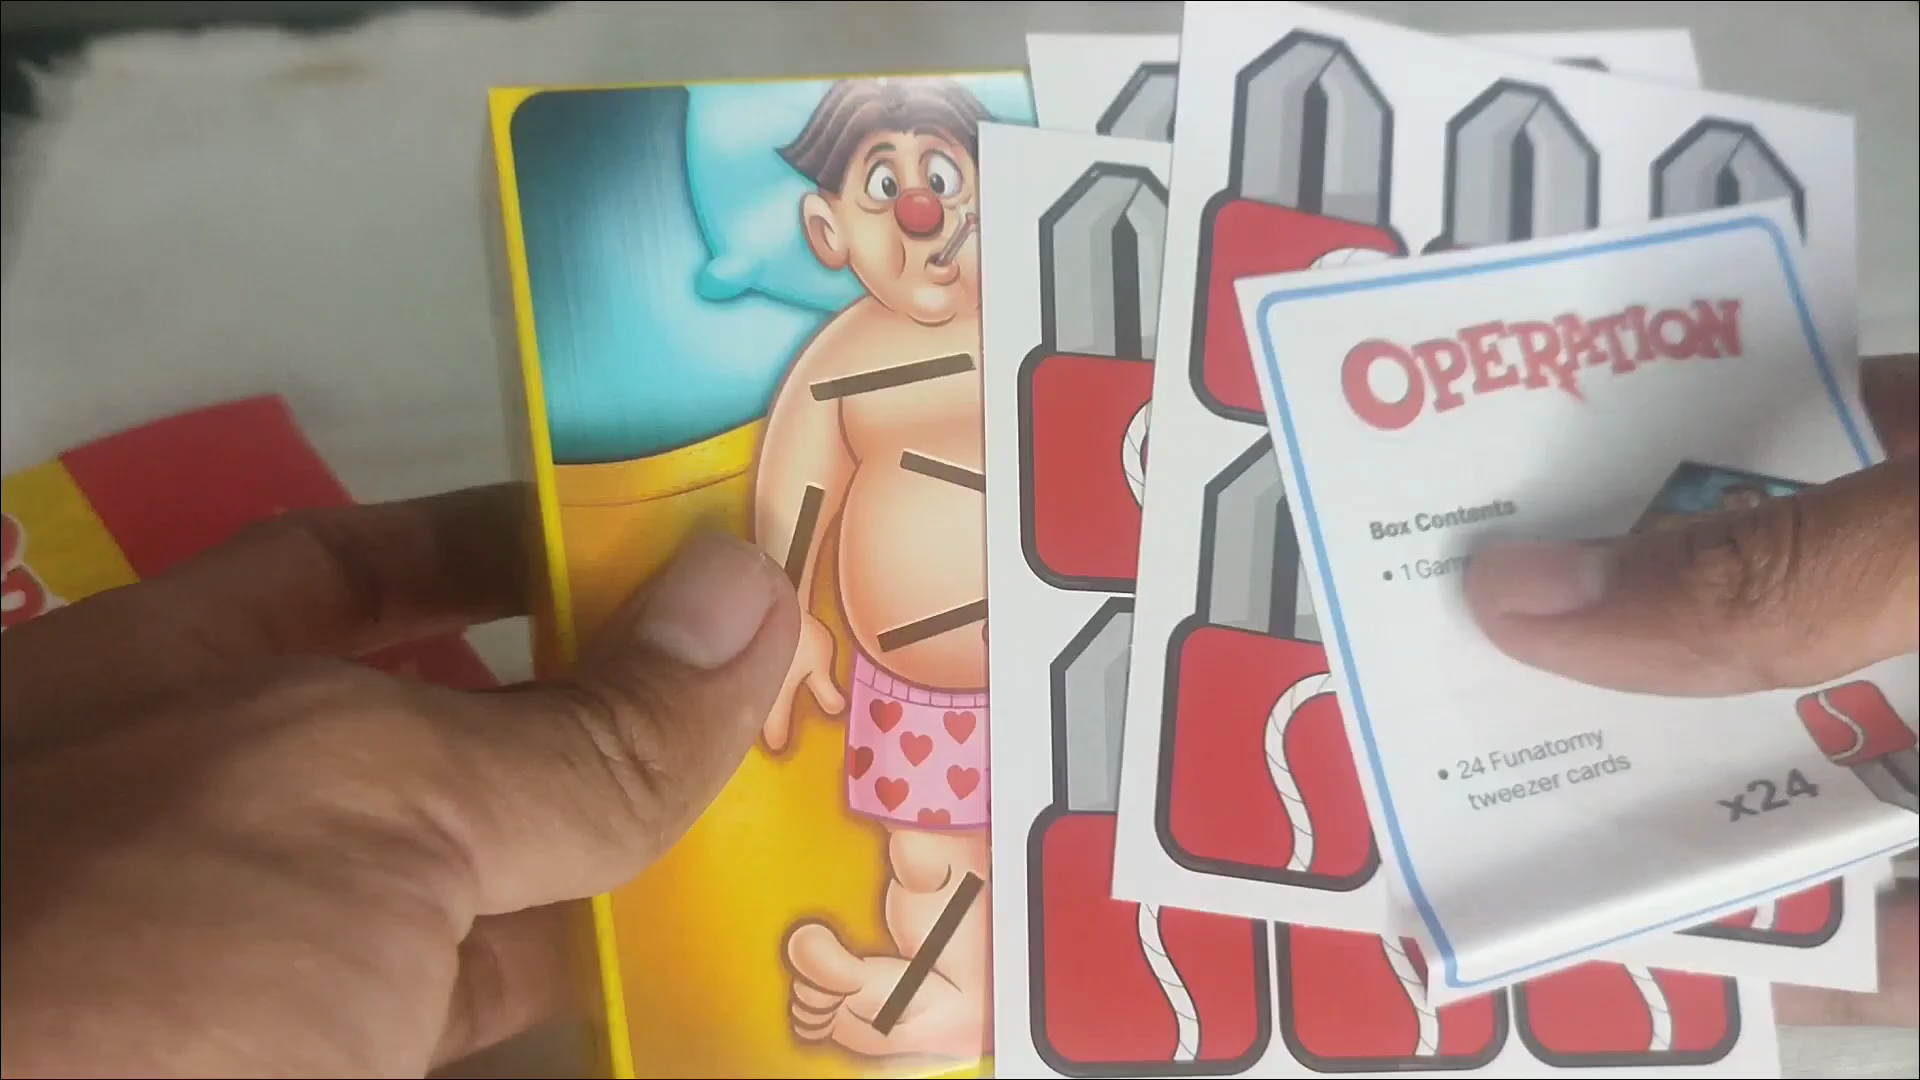 OPERATION
Box Contents
• 1 Gam
• 24 Funatomy
tweezer cards
x24